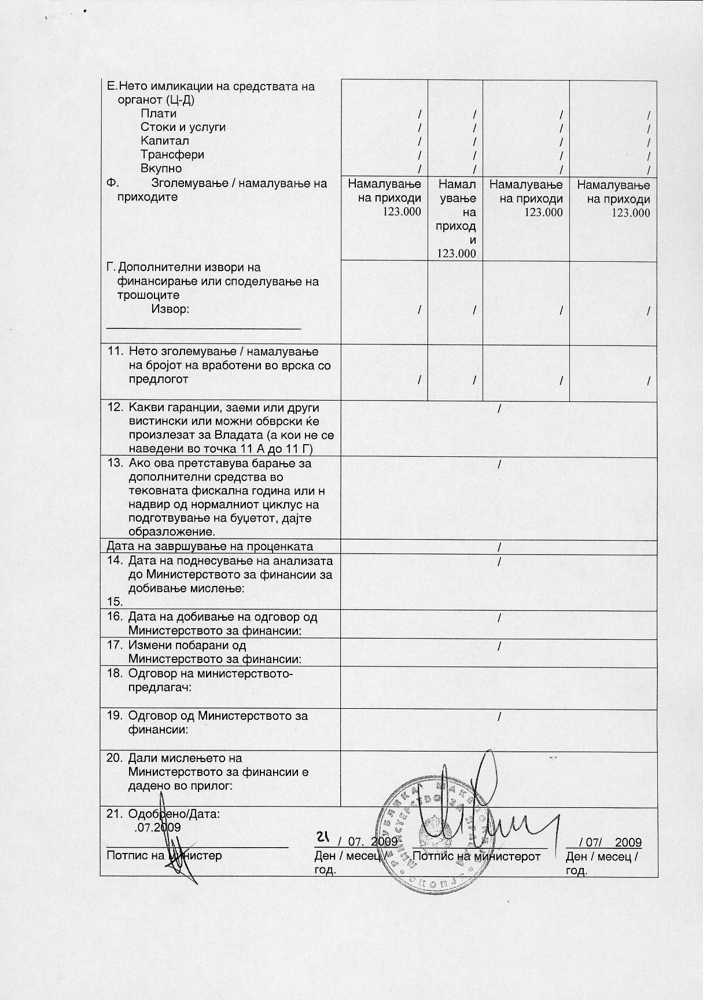 Е.Нето имликации на средствата на
органот (Ц-Д)
Плати / / / /
Стоки и услуги / / / /
Капитал / / / /
Трансфери / / / /
Вкупно / / / /
Ф. Зголемување / намалување на
приходите
Намалување
на приходи
123.000
Намал
ување
на
приход
и
123.000
Намалување
на приходи
123.000
Намалување
на приходи
123.000
Г. Дополнителни извори на
финансирање или споделување на
трошоците
Извор: / / / /
11. Нето зголемување / намалување
на бројот на вработени во врска со
предлогот / / / /
12. Какви гаранции, заеми или други /
вистински или можни обврски ќе
произлезат за Владата (а кои не се
наведени во точка 11 А до 11 Г)
13. Ако ова претставува барање за /
дополнителни средства во
тековната фискална година или н
надвир од нормалниот циклус на
подготвување на буџетот, дајте
образложение.
Дата на завршување на проценката /
14. Дата на поднесување на анализата /
до Министерството за финансии за
добивање мислење:
15.
16. Дата на добивање на одговор од /
Министерството за финансии:
17. Измени побарани од /
Министерството за финансии:
18. Одговор на министерството-
предлагач:
19. Одговор од Министерството за /
финансии:
20. Дали мислењето на
Министерството за финансии е
дадено во прилог:
21. Одобрено/Дата:
.07.2009
21 / 07. 2009 / 07/ 2009
Потпис на министер Ден / месец / Потпис на министерот Ден / месец /
год. год.